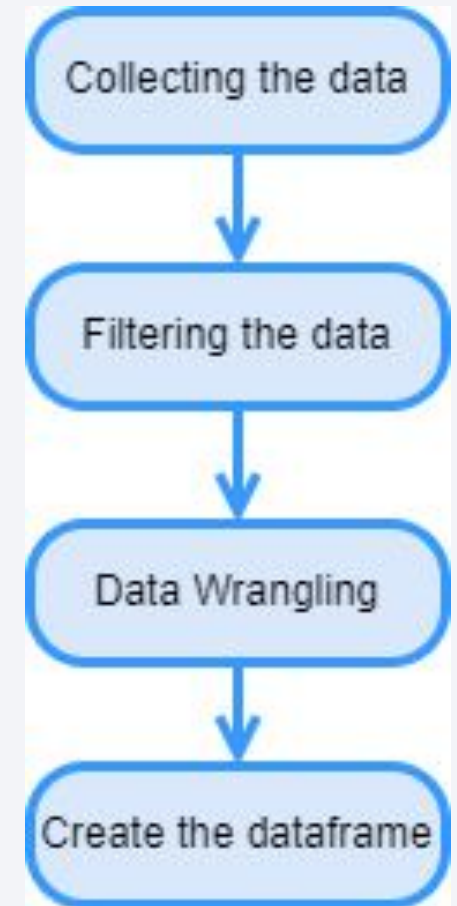 Collecting the data
Filtering the data
Data Wrangling
Create the dataframe